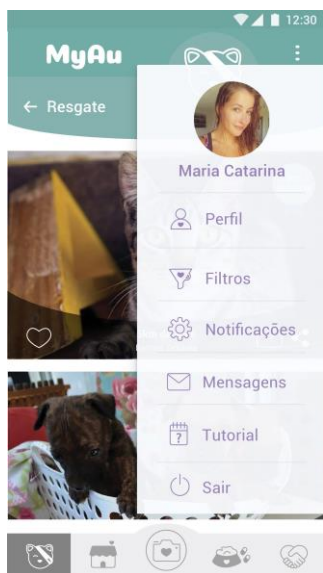 12:30
MyAu
← Resgate
Maria Catarina
Perfil
Filtros
Notificações
Mensagens
? Tutorial
Sair